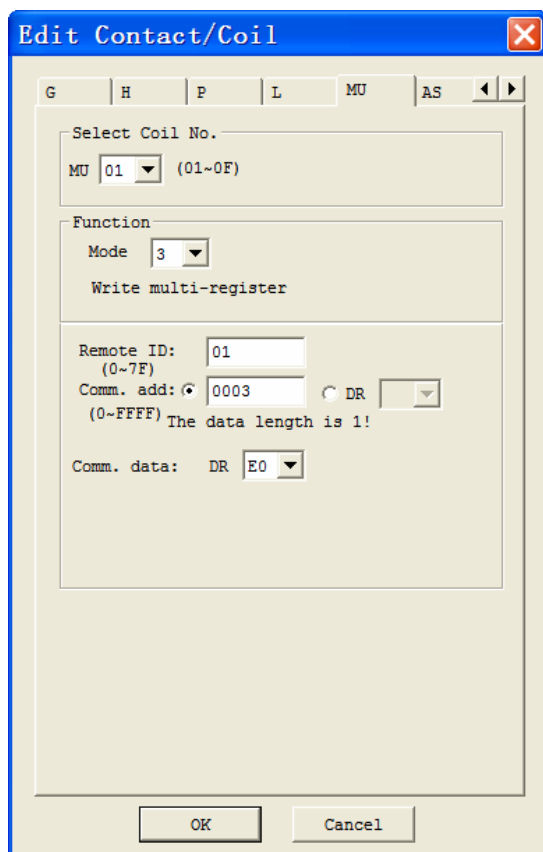 Edit Contact/Coil
G H P L MU AS
Select Coil No.
MU 01 (01~0F)
Function
Mode 3
Write multi-register
Remote ID: 01
(0~7F)
Comm. add: 0003 DR
(0~FFFF) The data length is 1!
Comm. data: DR E0
OK Cancel